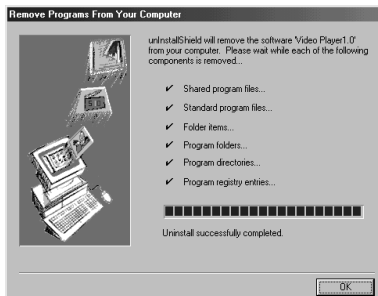 Remove Programs From Your Computer
unInstallShield will remove the software 'Video Player1.0'
from your computer. Please wait while each of the following
components is removed...
Shared program files...
Standard program files...
Folder items...
Program folders...
Program directories...
Program registry entries...
Uninstall successfully completed.
OK